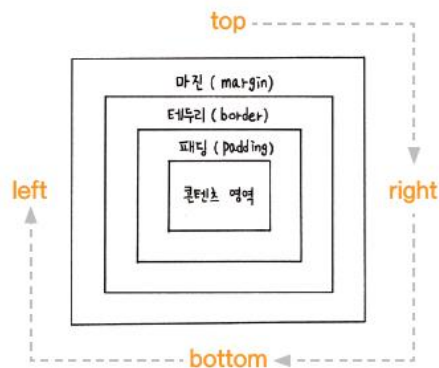 top
마진 ( margin)
테두리 ( border)
패딩 ( padding)
left
콘텐츠 영역
right
bottom